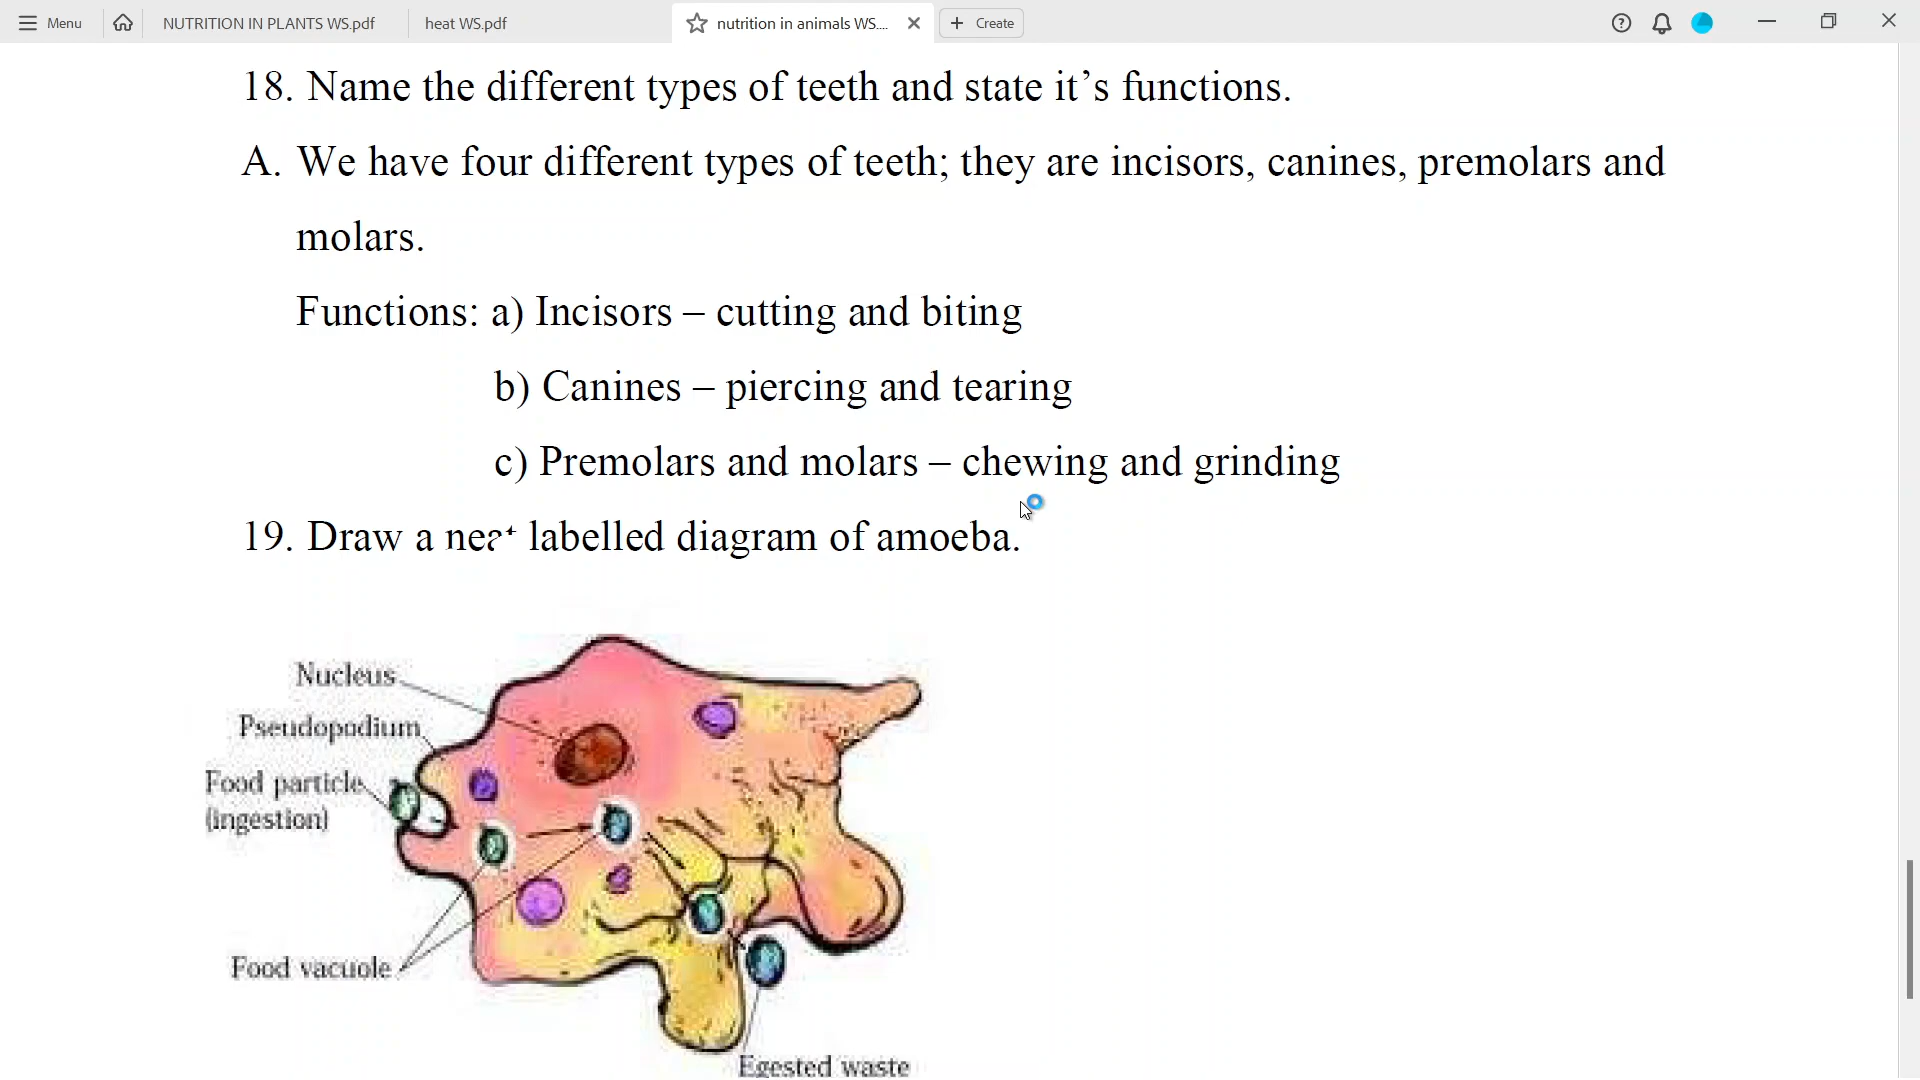 Menu
NUTRITION IN PLANTS WS.pdf
heat WS.pdf
nutrition in animals WS....
+ Create
18. Name the different types of teeth and state it’s functions.
A. We have four different types of teeth; they are incisors, canines, premolars and
molars.
Functions: a) Incisors – cutting and biting
b) Canines – piercing and tearing
c) Premolars and molars – chewing and grinding
19. Draw a neat labelled diagram of amoeba.
Nucleus
Pseudopodium
Food particle
(ingestion)
Food vacuole
Egested waste